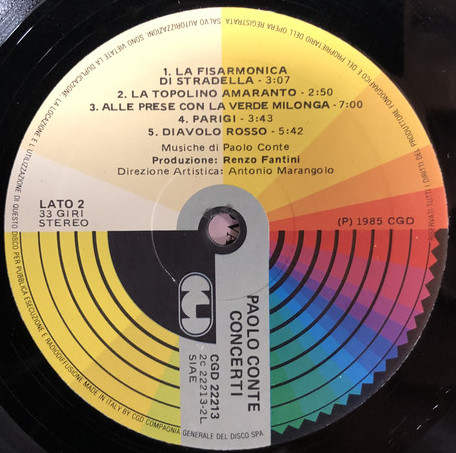 1. LA FISARMONICA
DI STRADELLA - 3:07
2. LA TOPOLINO AMARANTO - 2:50
3. ALLE PRESE CON LA VERDE MILONGA - 7:00
4. PARIGI - 3:43
5. DIAVOLO ROSSO - 5:42
Musiche di Paolo Conte
Produzione: Renzo Fantini
Direzione Artistica: Antonio Marangolo
LATO 2
33 GIRI
STEREO
(P) 1985 CGD
PAOLO CONTE
CONCERTI
CGD 22213
2c 22213-2L
SIAE
MADE IN ITALY BY CGD COMPAGNIA GENERALE DEL DISCO SPA
TUTTI I DIRITTI DEL PRODUTTORE FONOGRAFICO E DEL PROPRIETARIO DELL'OPERA REGISTRATA. SALVO AUTORIZZAZIONI, SONO VIETATE LA DUPLICAZIONE, LA LOCAZIONE E L'UTILIZZAZIONE DI QUESTO DISCO PER PUBBLICA ESECUZIONE E RADIODIFFUSIONE